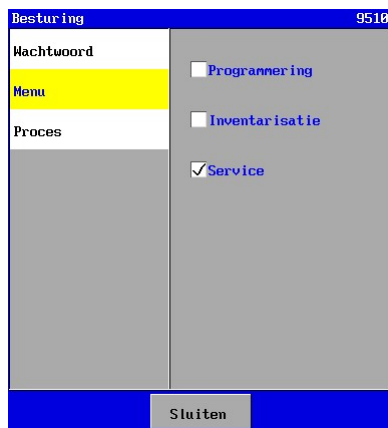 Besturing 9510
Wachtwoord
Menu
Proces
Programmering
Inventarisatie
Service
Sluiten